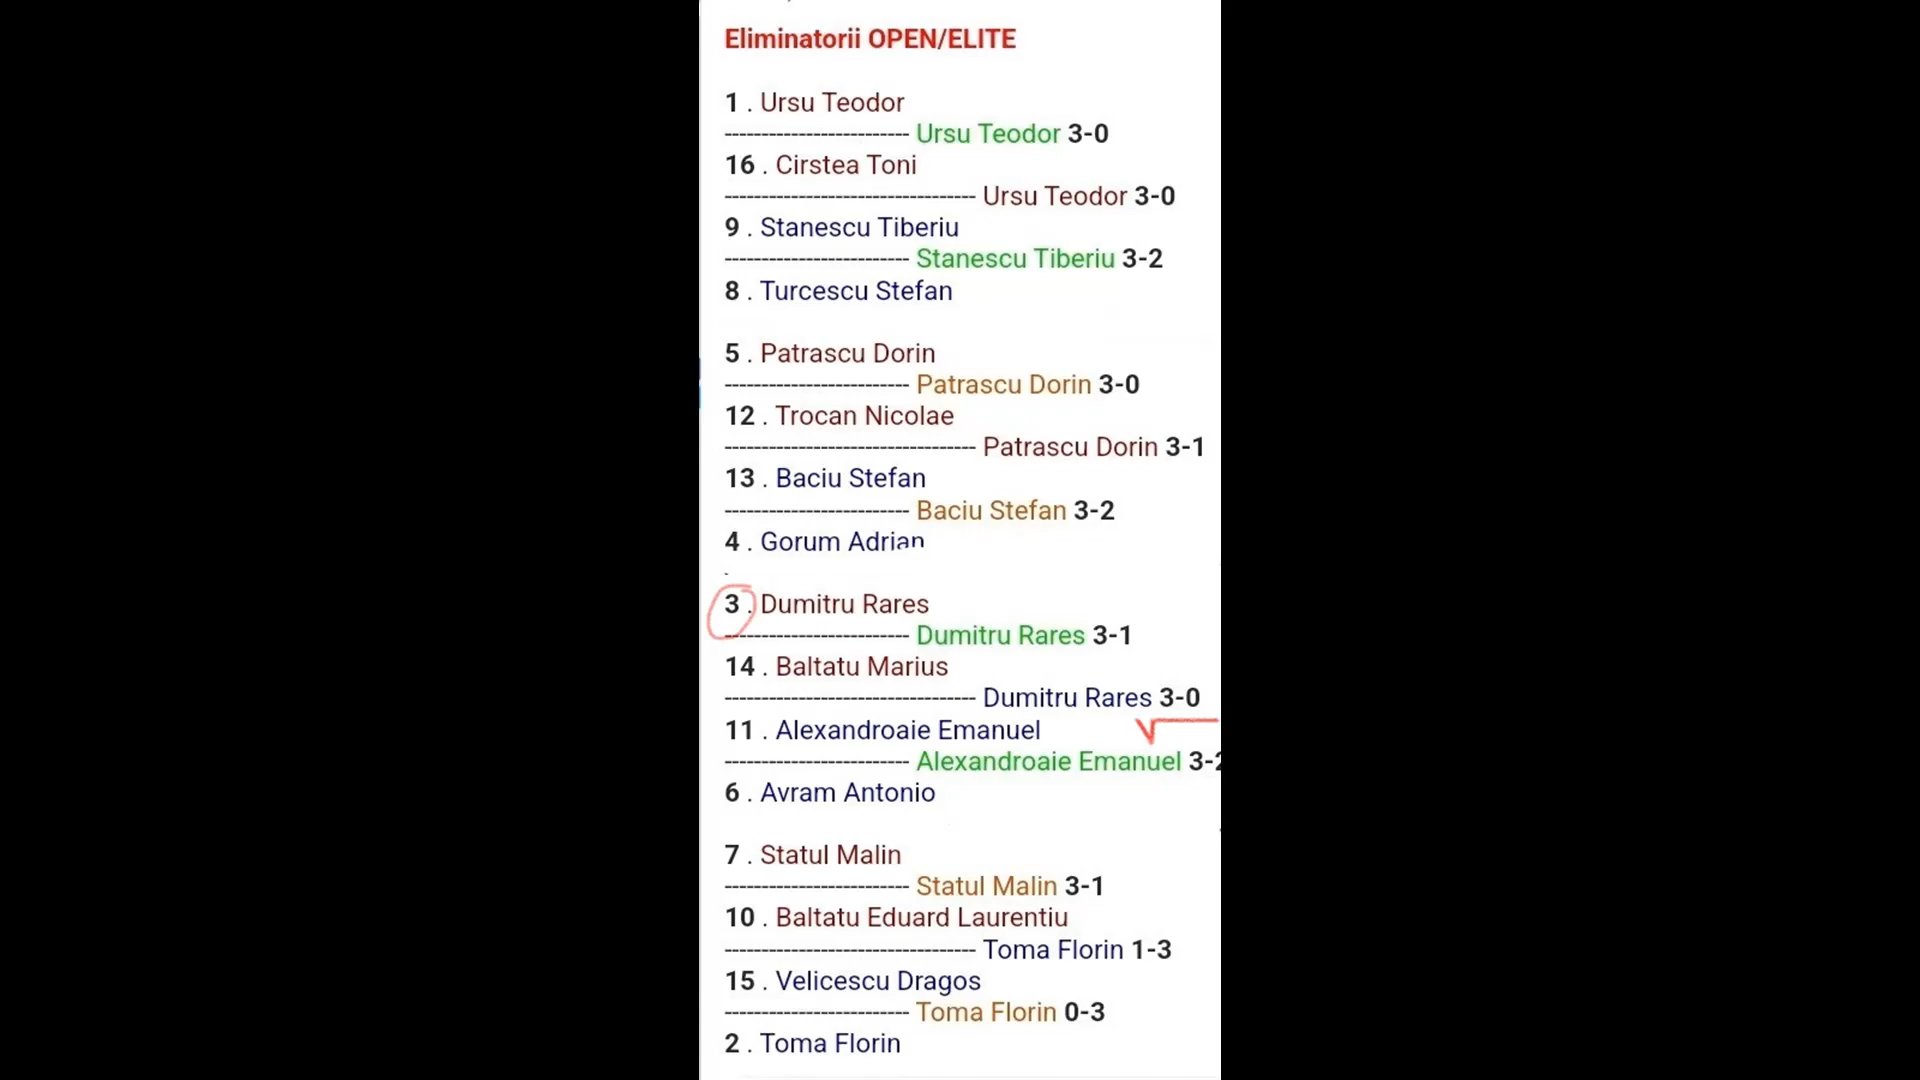 Eliminatorii OPEN/ELITE
1 . Ursu Teodor
------------------------- Ursu Teodor 3-0
16 . Cirstea Toni
---------------------------------- Ursu Teodor 3-0
9 . Stanescu Tiberiu
------------------------- Stanescu Tiberiu 3-2
8 . Turcescu Stefan
5 . Patrascu Dorin
------------------------- Patrascu Dorin 3-0
12 . Trocan Nicolae
---------------------------------- Patrascu Dorin 3-1
13 . Baciu Stefan
------------------------- Baciu Stefan 3-2
4 . Gorum Adrian
3 . Dumitru Rares
------------------------- Dumitru Rares 3-1
14 . Baltatu Marius
---------------------------------- Dumitru Rares 3-0
11 . Alexandroaie Emanuel
------------------------- Alexandroaie Emanuel 3-2
6 . Avram Antonio
7 . Statul Malin
------------------------- Statul Malin 3-1
10 . Baltatu Eduard Laurentiu
---------------------------------- Toma Florin 1-3
15 . Velicescu Dragos
------------------------- Toma Florin 0-3
2 . Toma Florin